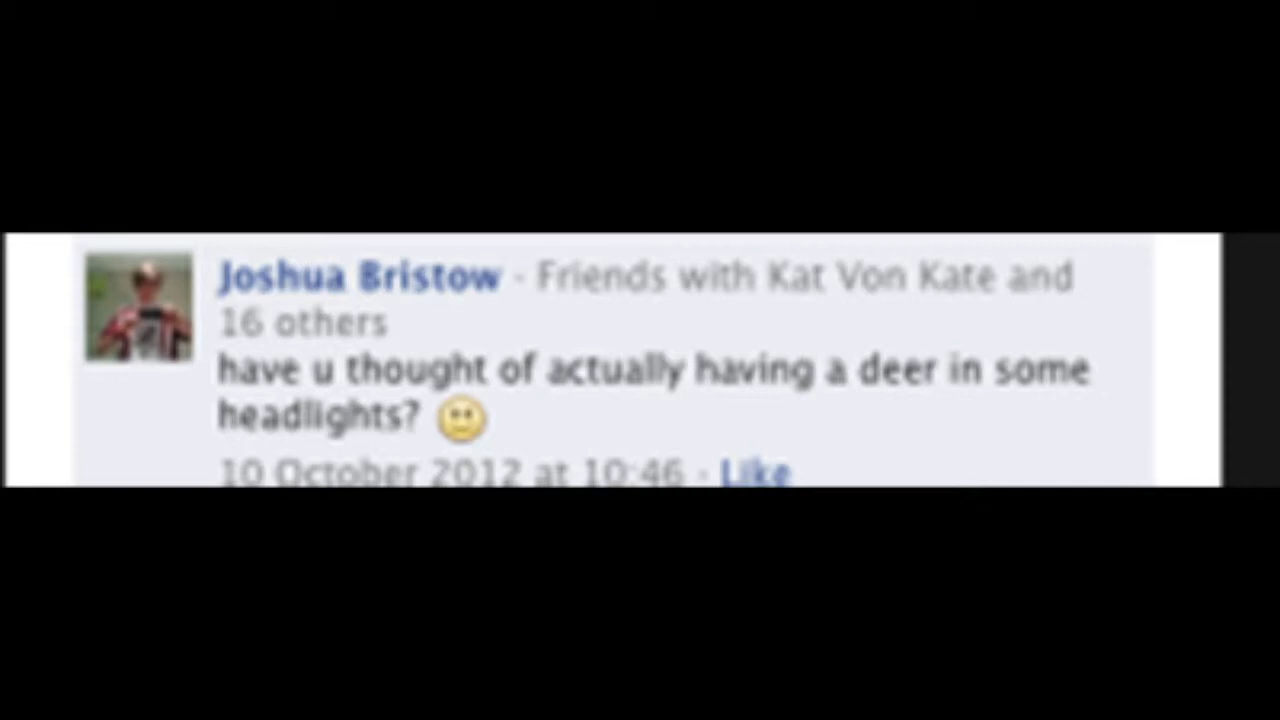 Joshua Bristow · Friends with Kat Von Kate and
16 others
have u thought of actually having a deer in some
headlights? 🙂
10 October 2012 at 10:46 · Like